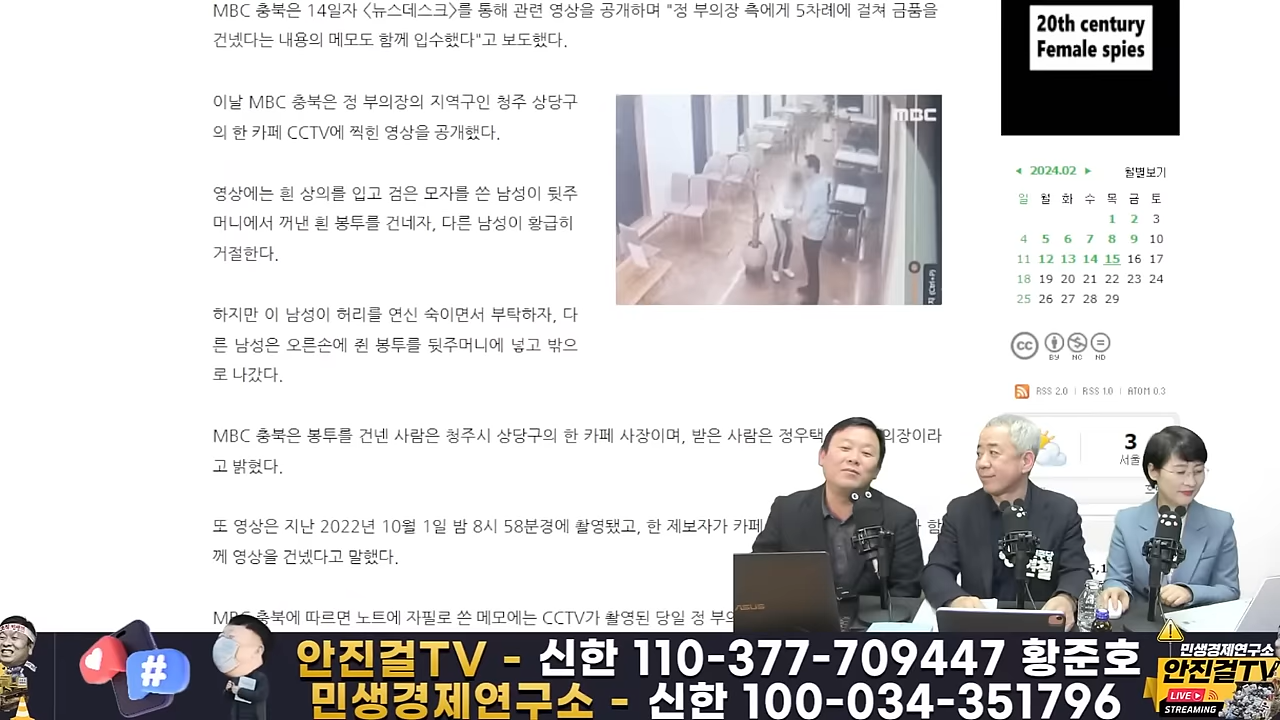 MBC 충북은 14일자 <뉴스데스크>를 통해 관련 영상을 공개하며 "정 부의장 측에게 5차례에 걸쳐 금품을
건넸다는 내용의 메모도 함께 입수했다"고 보도했다.
이날 MBC 충북은 정 부의장의 지역구인 청주 상당구
의 한 카페 CCTV에 찍힌 영상을 공개했다.
영상에는 흰 상의를 입고 검은 모자를 쓴 남성이 뒷주
머니에서 꺼낸 흰 봉투를 건네자, 다른 남성이 황급히
거절한다.
하지만 이 남성이 허리를 연신 숙이면서 부탁하자, 다
른 남성은 오른손에 쥔 봉투를 뒷주머니에 넣고 밖으
로 나갔다.
MBC 충북은 봉투를 건넨 사람은 청주시 상당구의 한 카페 사장이며, 받은 사람은 정우택 의장이라
고 밝혔다.
또 영상은 지난 2022년 10월 1일 밤 8시 58분경에 촬영됐고, 한 제보자가 카페 함
께 영상을 건넸다고 말했다.
MBC 충북에 따르면 노트에 자필로 쓴 메모에는 CCTV가 촬영된 당일 정 부의
MBC
(Ctrl+P)
20th century
Female spies
◀ 2024.02 ▶ 월별보기
일 월 화 수 목 금 토
1 2 3
4 5 6 7 8 9 10
11 12 13 14 15 16 17
18 19 20 21 22 23 24
25 26 27 28 29
cc BY NC ND
RSS 2.0 | RSS 1.0 | ATOM 0.3
3
서울
ASUS
#
안진걸TV - 신한 110-377-709447 황준호
민생경제연구소 - 신한 100-034-351796
민생경제연구소
안진걸TV
LIVE
STREAMING